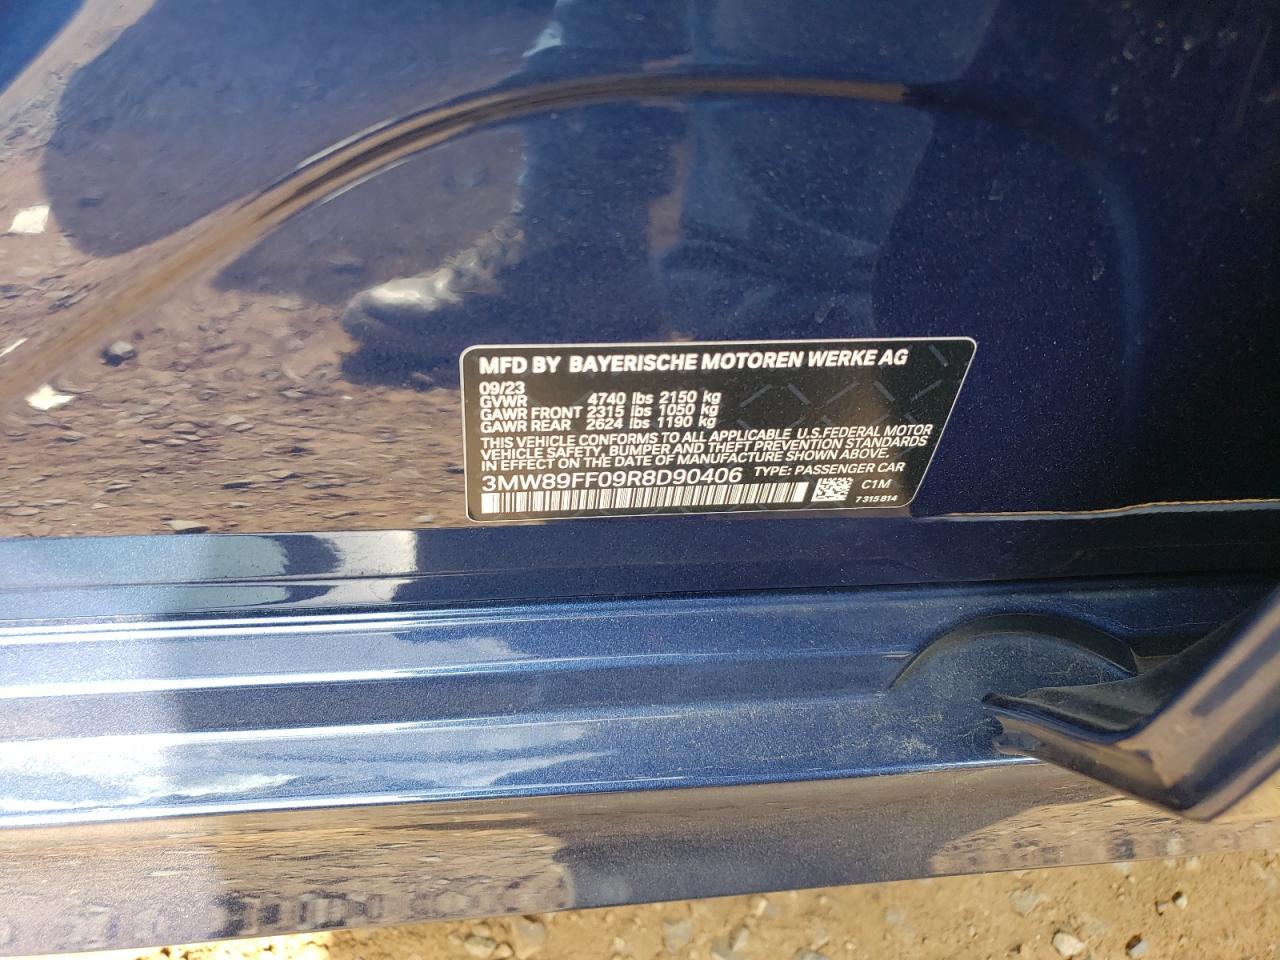 MFD BY BAYERISCHE MOTOREN WERKE AG
09/23
GVWR 4740 lbs 2150 kg
GAWR FRONT 2315 lbs 1050 kg
GAWR REAR 2624 lbs 1190 kg
THIS VEHICLE CONFORMS TO ALL APPLICABLE U.S.FEDERAL MOTOR
VEHICLE SAFETY, BUMPER AND THEFT PREVENTION STANDARDS
IN EFFECT ON THE DATE OF MANUFACTURE SHOWN ABOVE.
3MW89FF09R8D90406 TYPE: PASSENGER CAR
C1M
7 315 814